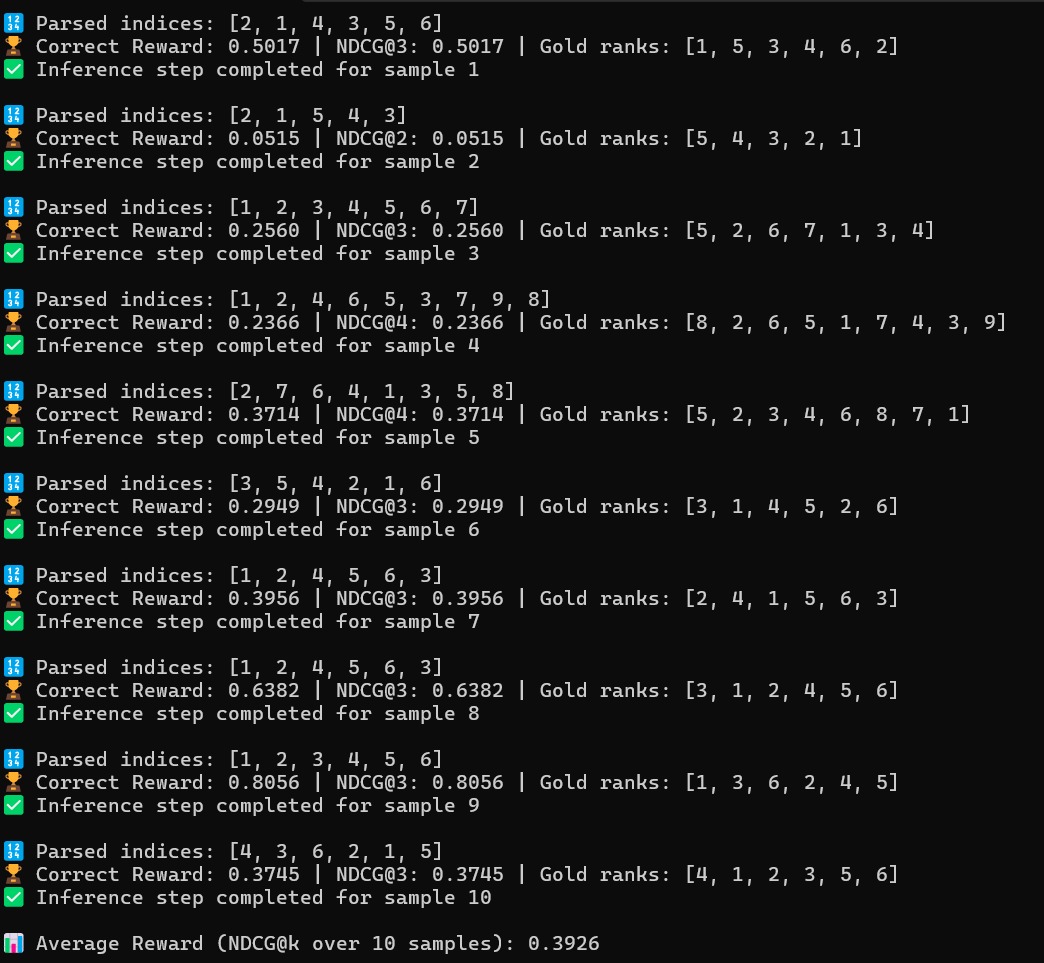 🔢 Parsed indices: [2, 1, 4, 3, 5, 6]
🏆 Correct Reward: 0.5017 | NDCG@3: 0.5017 | Gold ranks: [1, 5, 3, 4, 6, 2]
✅ Inference step completed for sample 1
🔢 Parsed indices: [2, 1, 5, 4, 3]
🏆 Correct Reward: 0.0515 | NDCG@2: 0.0515 | Gold ranks: [5, 4, 3, 2, 1]
✅ Inference step completed for sample 2
🔢 Parsed indices: [1, 2, 3, 4, 5, 6, 7]
🏆 Correct Reward: 0.2560 | NDCG@3: 0.2560 | Gold ranks: [5, 2, 6, 7, 1, 3, 4]
✅ Inference step completed for sample 3
🔢 Parsed indices: [1, 2, 4, 6, 5, 3, 7, 9, 8]
🏆 Correct Reward: 0.2366 | NDCG@4: 0.2366 | Gold ranks: [8, 2, 6, 5, 1, 7, 4, 3, 9]
✅ Inference step completed for sample 4
🔢 Parsed indices: [2, 7, 6, 4, 1, 3, 5, 8]
🏆 Correct Reward: 0.3714 | NDCG@4: 0.3714 | Gold ranks: [5, 2, 3, 4, 6, 8, 7, 1]
✅ Inference step completed for sample 5
🔢 Parsed indices: [3, 5, 4, 2, 1, 6]
🏆 Correct Reward: 0.2949 | NDCG@3: 0.2949 | Gold ranks: [3, 1, 4, 5, 2, 6]
✅ Inference step completed for sample 6
🔢 Parsed indices: [1, 2, 4, 5, 6, 3]
🏆 Correct Reward: 0.3956 | NDCG@3: 0.3956 | Gold ranks: [2, 4, 1, 5, 6, 3]
✅ Inference step completed for sample 7
🔢 Parsed indices: [1, 2, 4, 5, 6, 3]
🏆 Correct Reward: 0.6382 | NDCG@3: 0.6382 | Gold ranks: [3, 1, 2, 4, 5, 6]
✅ Inference step completed for sample 8
🔢 Parsed indices: [1, 2, 3, 4, 5, 6]
🏆 Correct Reward: 0.8056 | NDCG@3: 0.8056 | Gold ranks: [1, 3, 6, 2, 4, 5]
✅ Inference step completed for sample 9
🔢 Parsed indices: [4, 3, 6, 2, 1, 5]
🏆 Correct Reward: 0.3745 | NDCG@3: 0.3745 | Gold ranks: [4, 1, 2, 3, 5, 6]
✅ Inference step completed for sample 10
📊 Average Reward (NDCG@k over 10 samples): 0.3926